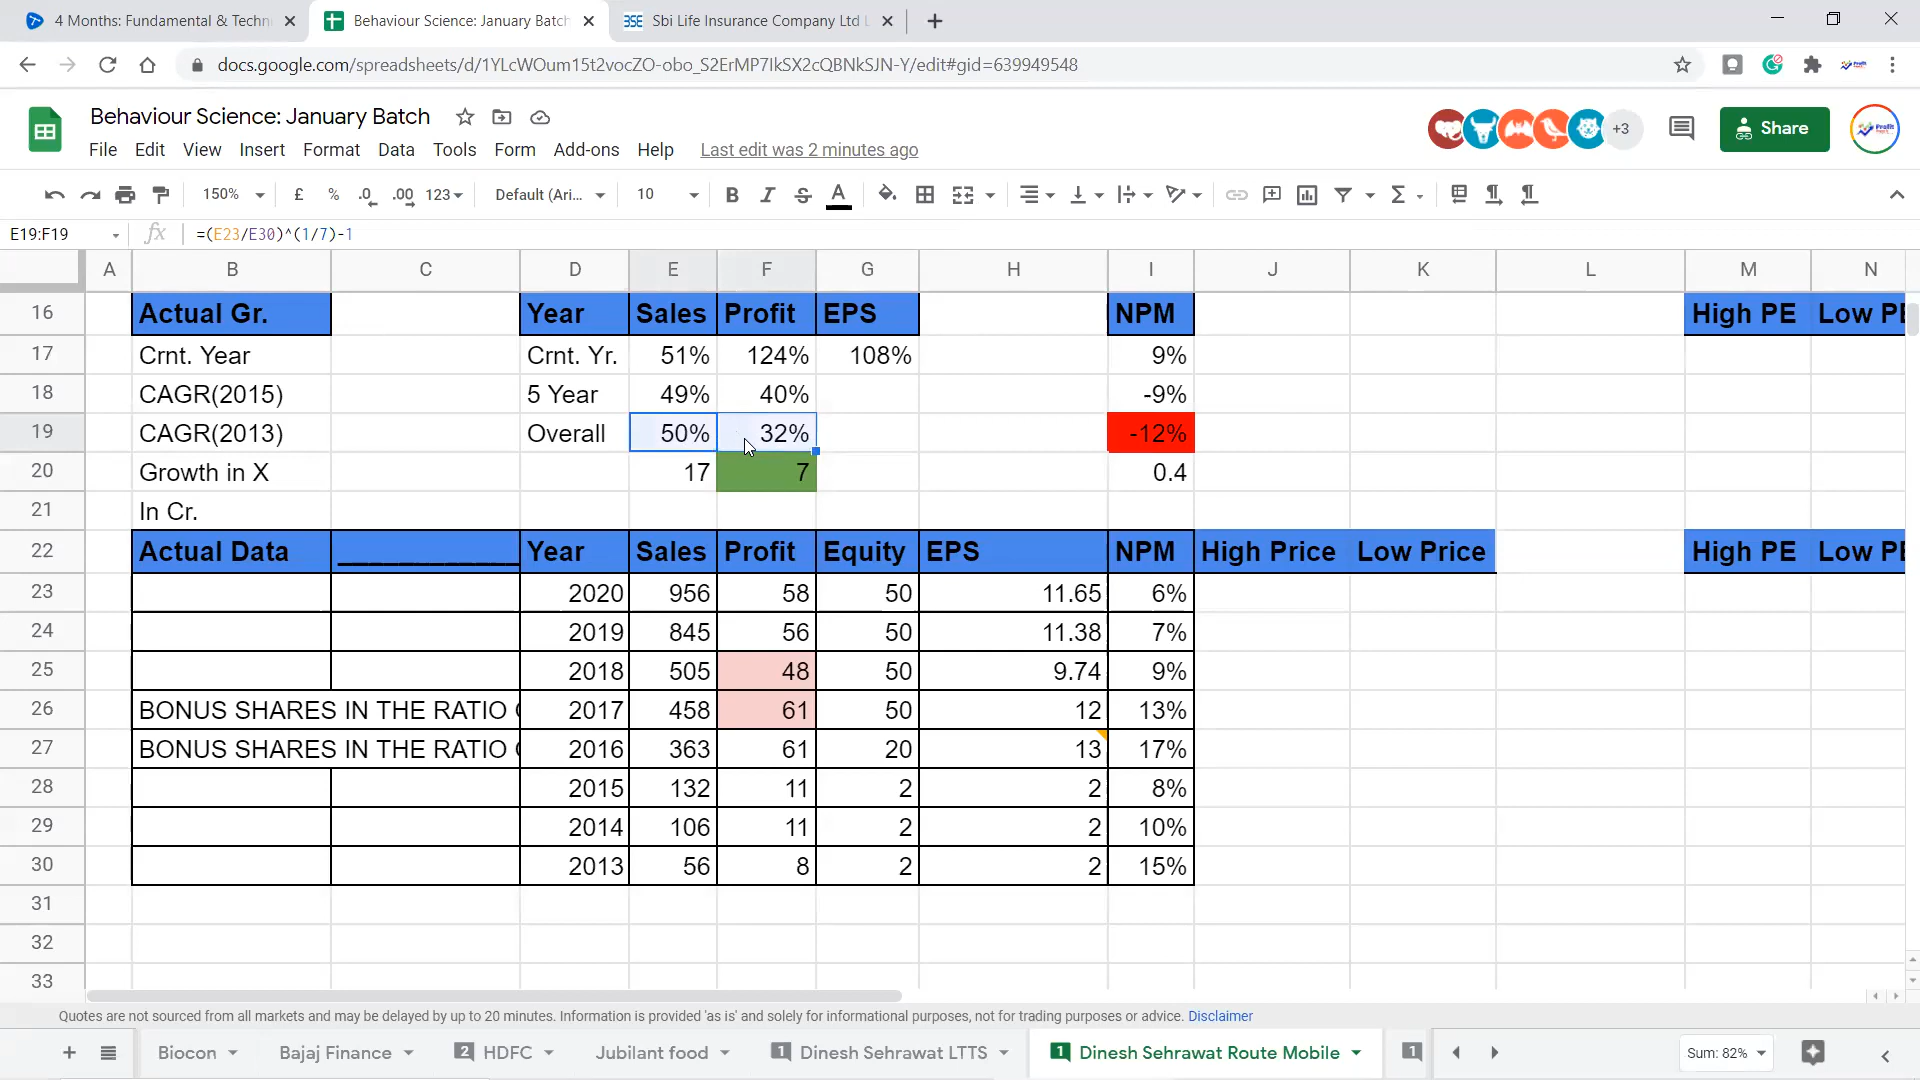 4 Months: Fundamental & Techn
Behaviour Science: January Batch
BSE Sbi Life Insurance Company Ltd L
docs.google.com/spreadsheets/d/1YLcWOum15t2vocZO-obo_S2ErMP7IkSX2cQBNkSJN-Y/edit#gid=639949548
Behaviour Science: January Batch
+3
Share
File Edit View Insert Format Data Tools Form Add-ons Help Last edit was 2 minutes ago
150% £ % .0 .00 123 Default (Ari... 10 B I S A Σ
E19:F19 fx =(E23/E30)^(1/7)-1
A B C D E F G H I J K L M N
16 Actual Gr. Year Sales Profit EPS NPM High PE Low PE
17 Crnt. Year Crnt. Yr. 51% 124% 108% 9%
18 CAGR(2015) 5 Year 49% 40% -9%
19 CAGR(2013) Overall 50% 32% -12%
20 Growth in X 17 7 0.4
21 In Cr.
22 Actual Data ____________ Year Sales Profit Equity EPS NPM High Price Low Price High PE Low PE
23 2020 956 58 50 11.65 6%
24 2019 845 56 50 11.38 7%
25 2018 505 48 50 9.74 9%
26 BONUS SHARES IN THE RATIO 2017 458 61 50 12 13%
27 BONUS SHARES IN THE RATIO 2016 363 61 20 13 17%
28 2015 132 11 2 2 8%
29 2014 106 11 2 2 10%
30 2013 56 8 2 2 15%
31
32
33
Quotes are not sourced from all markets and may be delayed by up to 20 minutes. Information is provided 'as is' and solely for informational purposes, not for trading purposes or advice. Disclaimer
+ Biocon Bajaj Finance 2 HDFC Jubilant food 1 Dinesh Sehrawat LTTS 1 Dinesh Sehrawat Route Mobile 1 Sum: 82%